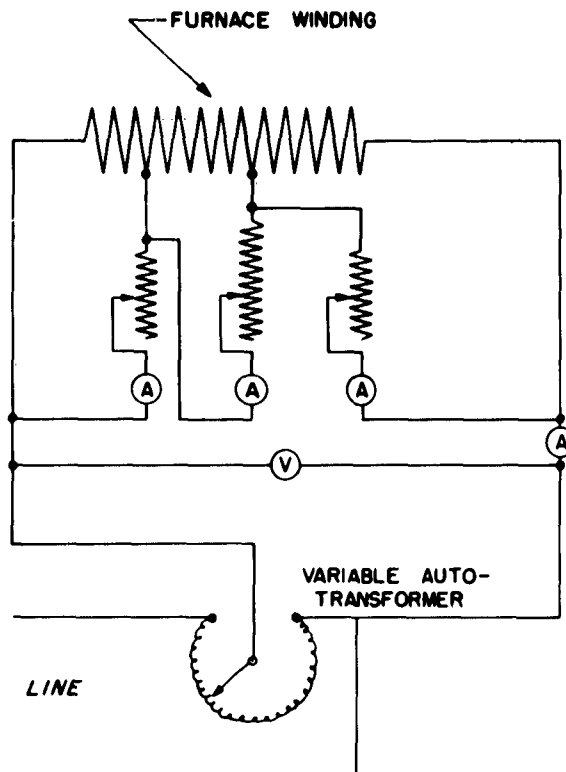 FURNACE WINDING
A
A
A
A
V
VARIABLE AUTO-
TRANSFORMER
LINE